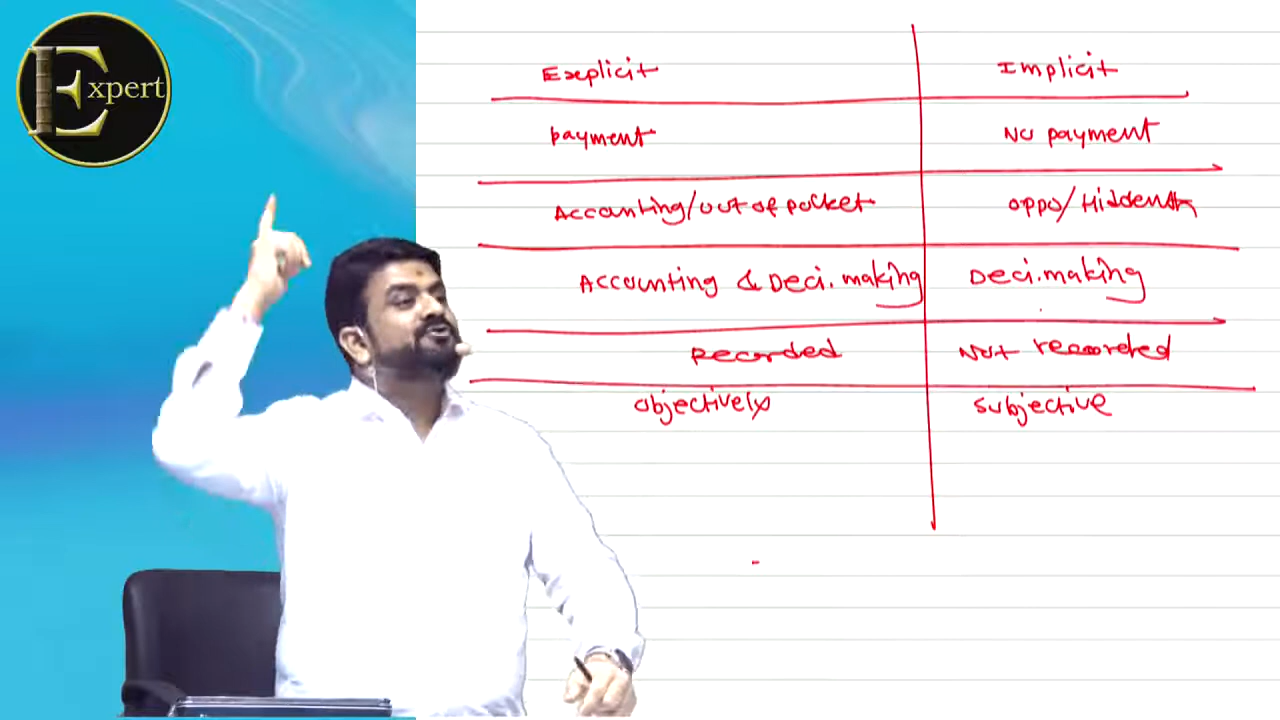 Expert
Explicit Implicit
payment No payment
Accounting/out of pocket oppo/Hidden
Accounting & Deci. making Deci. making
Recorded Not recorded
objectively subjective